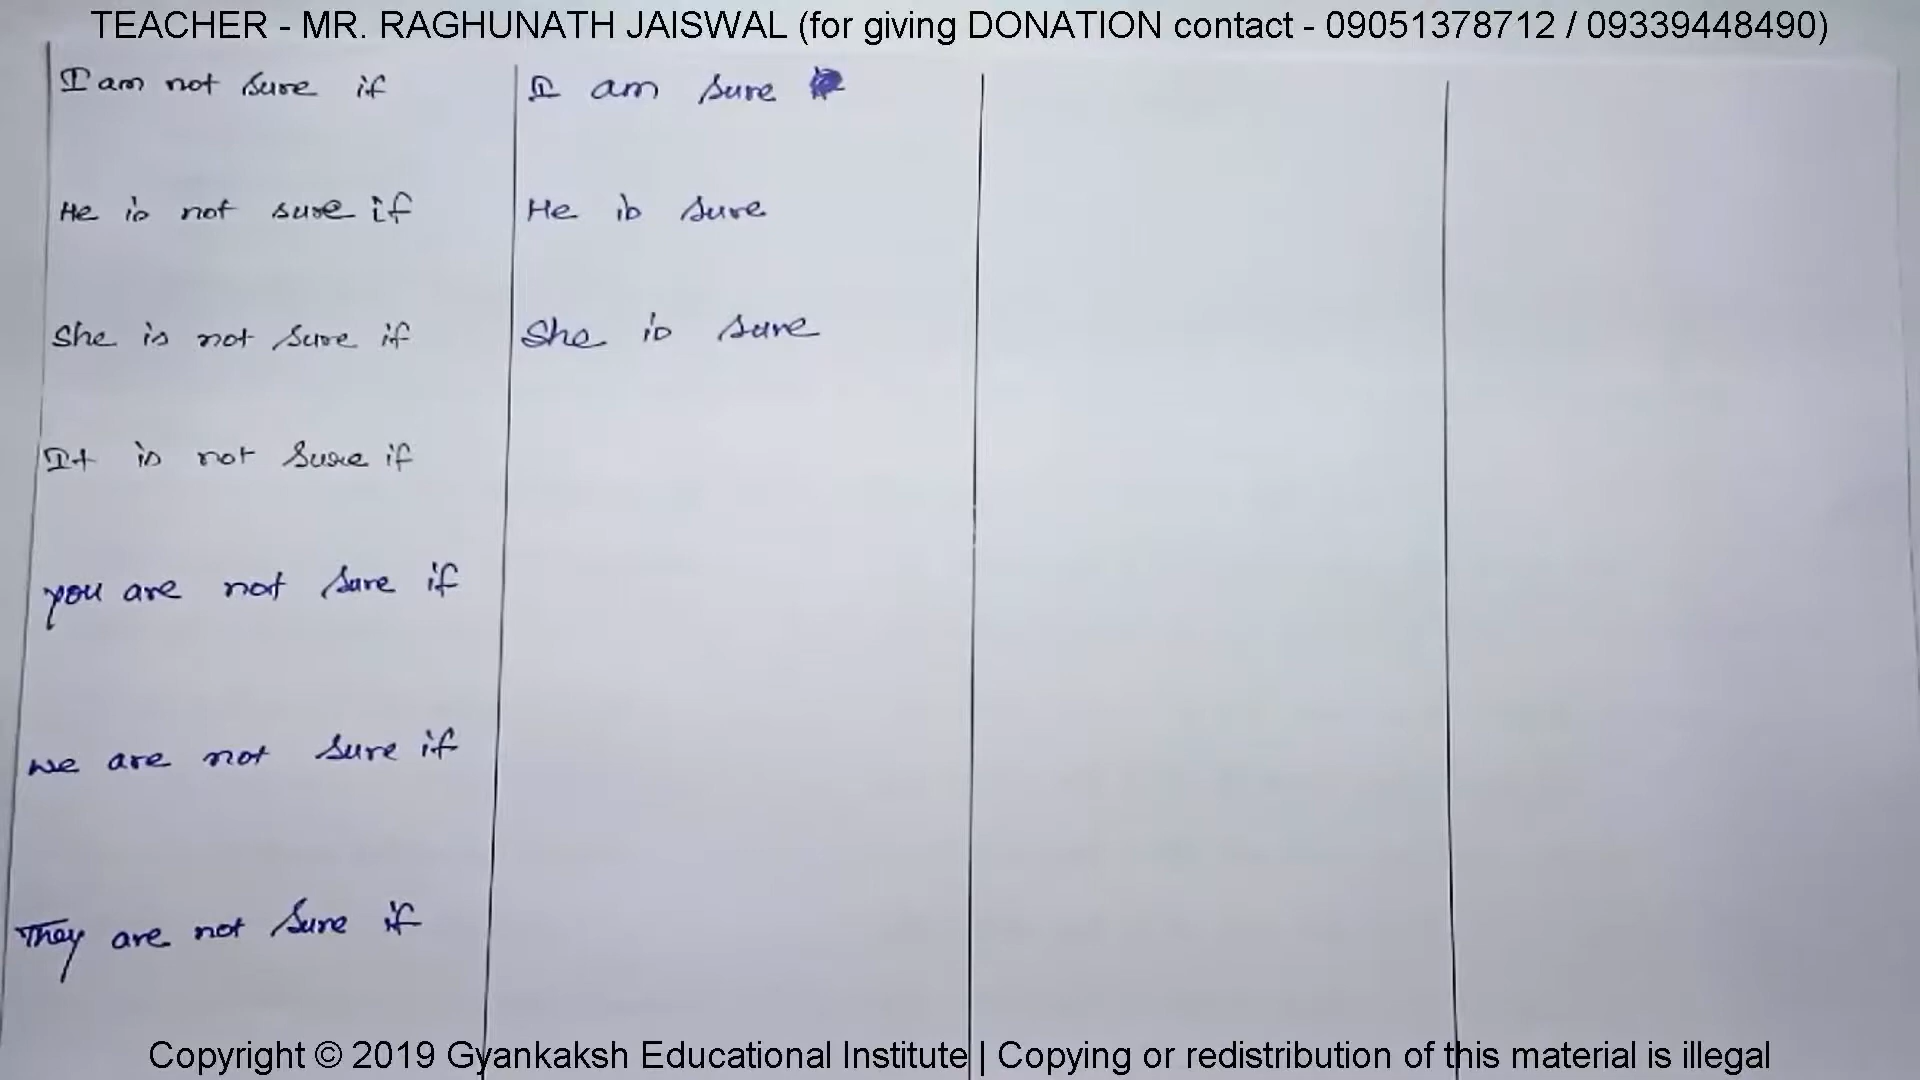 TEACHER - MR. RAGHUNATH JAISWAL (for giving DONATION contact - 09051378712 / 09339448490)
I am not sure if
He is not sure if
She is not sure if
It is not sure if
you are not sure if
we are not sure if
They are not sure if
I am sure
He is sure
She is sure
Copyright © 2019 Gyankaksh Educational Institute | Copying or redistribution of this material is illegal